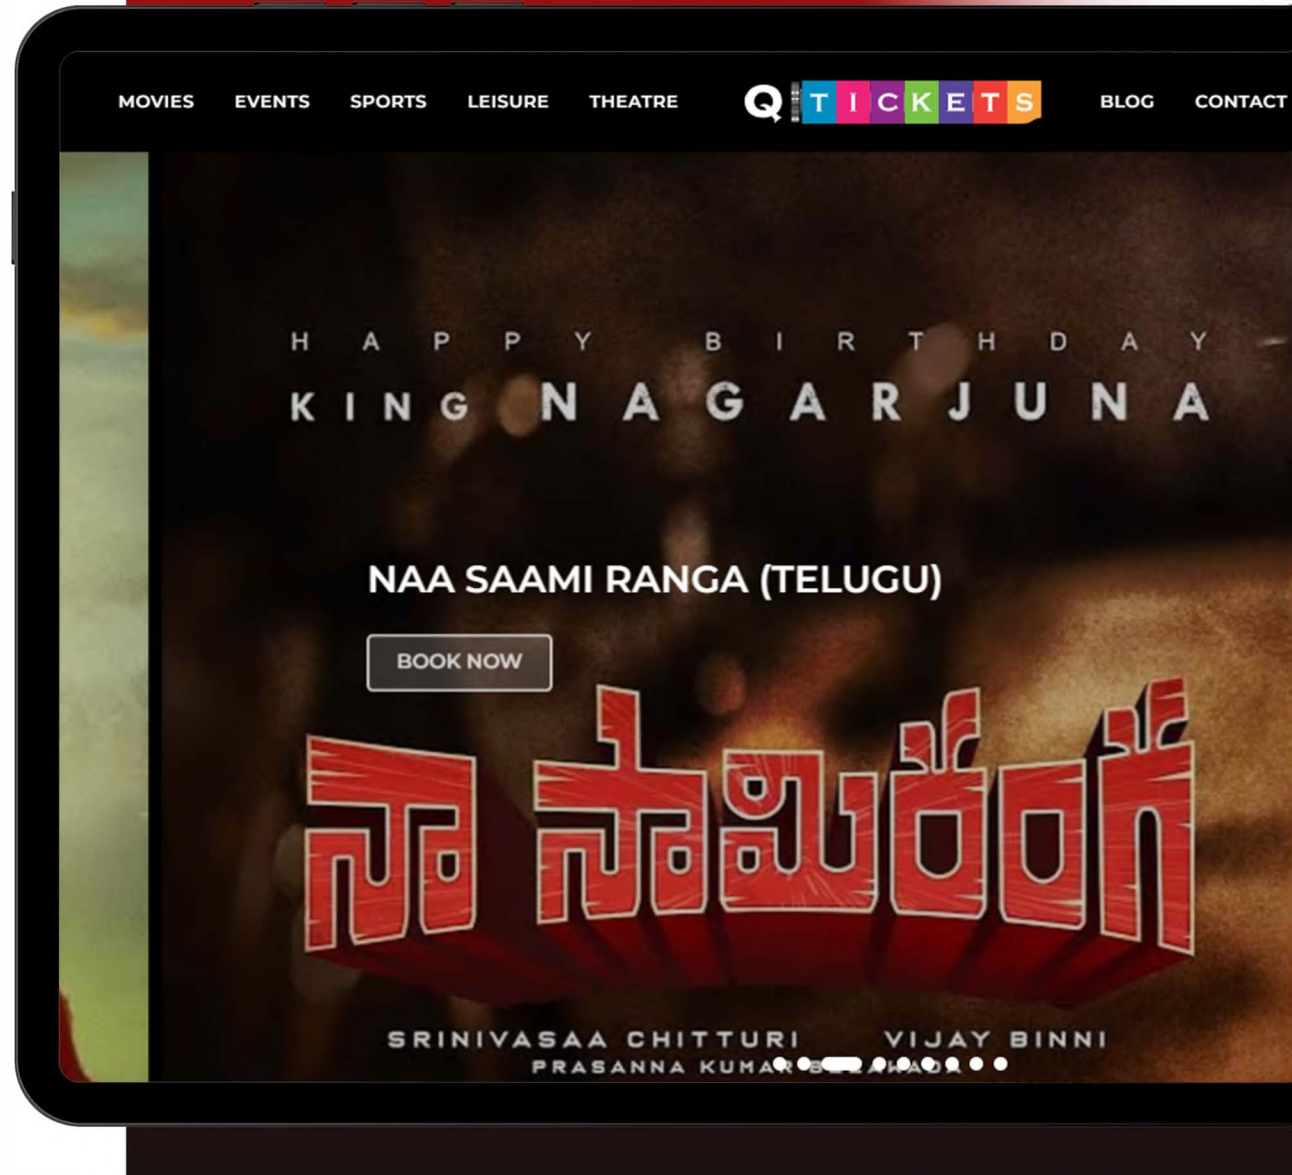 MOVIES EVENTS SPORTS LEISURE THEATRE Q TICKETS BLOG CONTACT
HAPPY BIRTHDAY
KING NAGARJUNA
NAA SAAMI RANGA (TELUGU)
BOOK NOW
నా సామిరంగ
SRINIVASAA CHITTURI VIJAY BINNI
PRASANNA KUMAR BEZAWADA